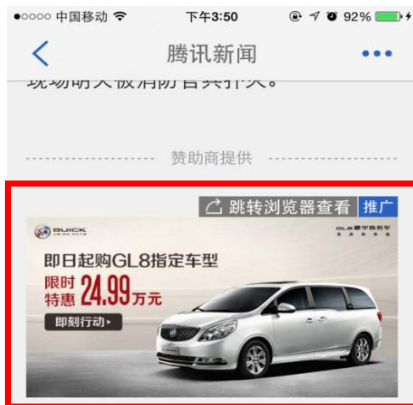 中国移动 下午3:50 92%
腾讯新闻
赞助商提供
跳转浏览器查看 推广
BUICK
即日起购GL8指定车型
限时
特惠 24.99万元
即刻行动